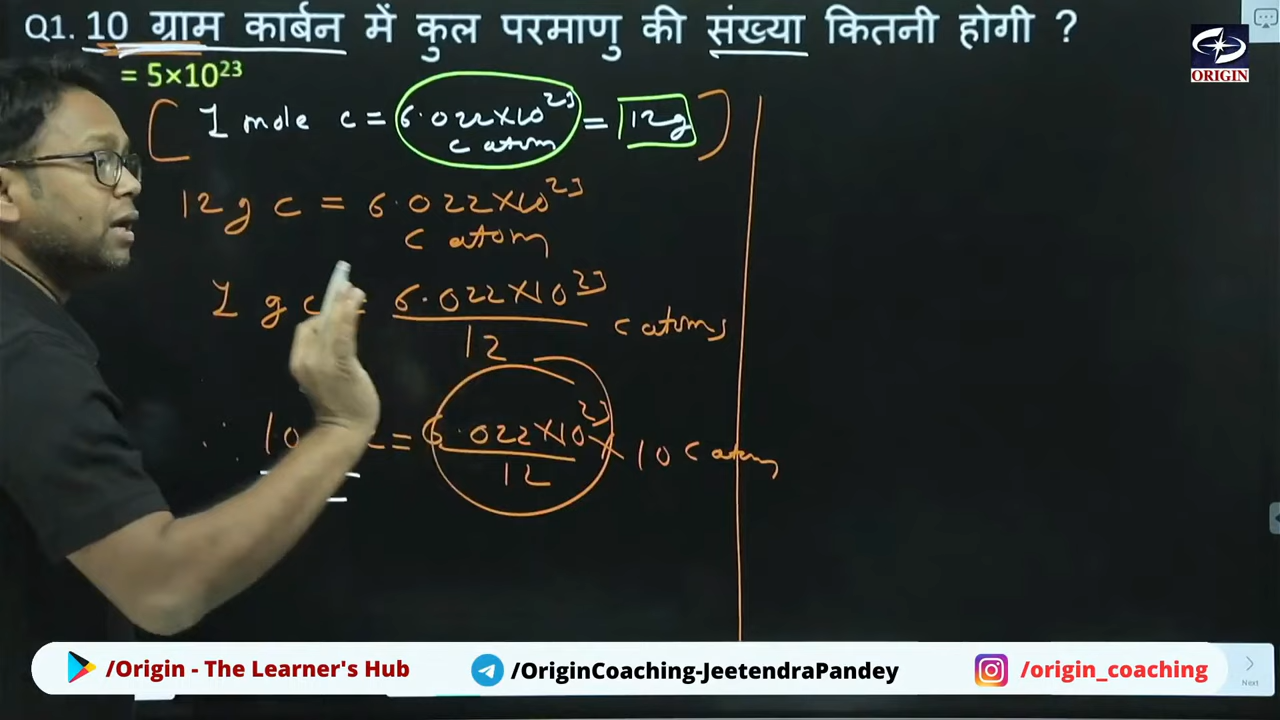 Q1. 10 ग्राम कार्बन में कुल परमाणु की संख्या कितनी होगी ?
= 5×10²³
ORIGIN
1 mole c = 6.022×10²³ = 12g
c atom
12g c = 6.022×10²³
c atom
1 g c = 6.022×10²³
12
c atoms
∴ 10 = 6.022×10²³ × 10 c atom
12
/Origin - The Learner's Hub
/OriginCoaching-JeetendraPandey
/origin_coaching
Next